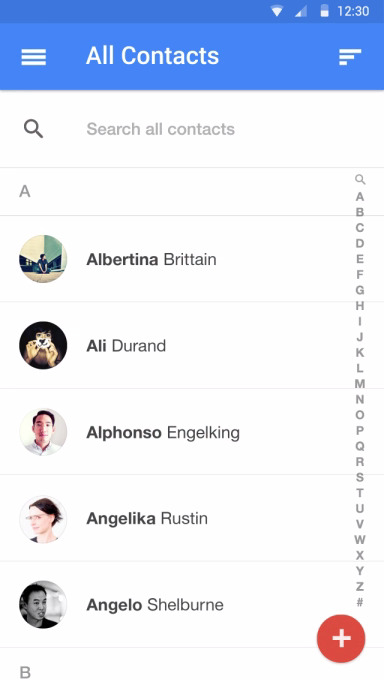 12:30
All Contacts
Search all contacts
A
Albertina Brittain
Ali Durand
Alphonso Engelking
Angelika Rustin
Angelo Shelburne
B
A
B
C
D
E
F
G
H
I
J
K
L
M
N
O
P
Q
R
S
T
U
V
W
X
Y
Z
#